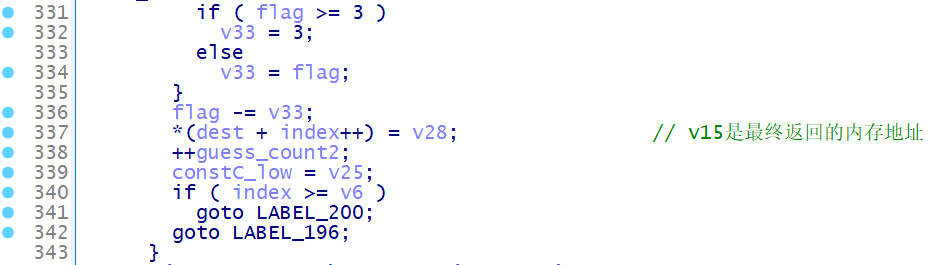 331 if ( flag >= 3 )
332 v33 = 3;
333 else
334 v33 = flag;
335 }
336 flag -= v33;
337 *(dest + index++) = v28; // v15是最终返回的内存地址
338 ++guess_count2;
339 constC_low = v25;
340 if ( index >= v6 )
341 goto LABEL_200;
342 goto LABEL_196;
343 }